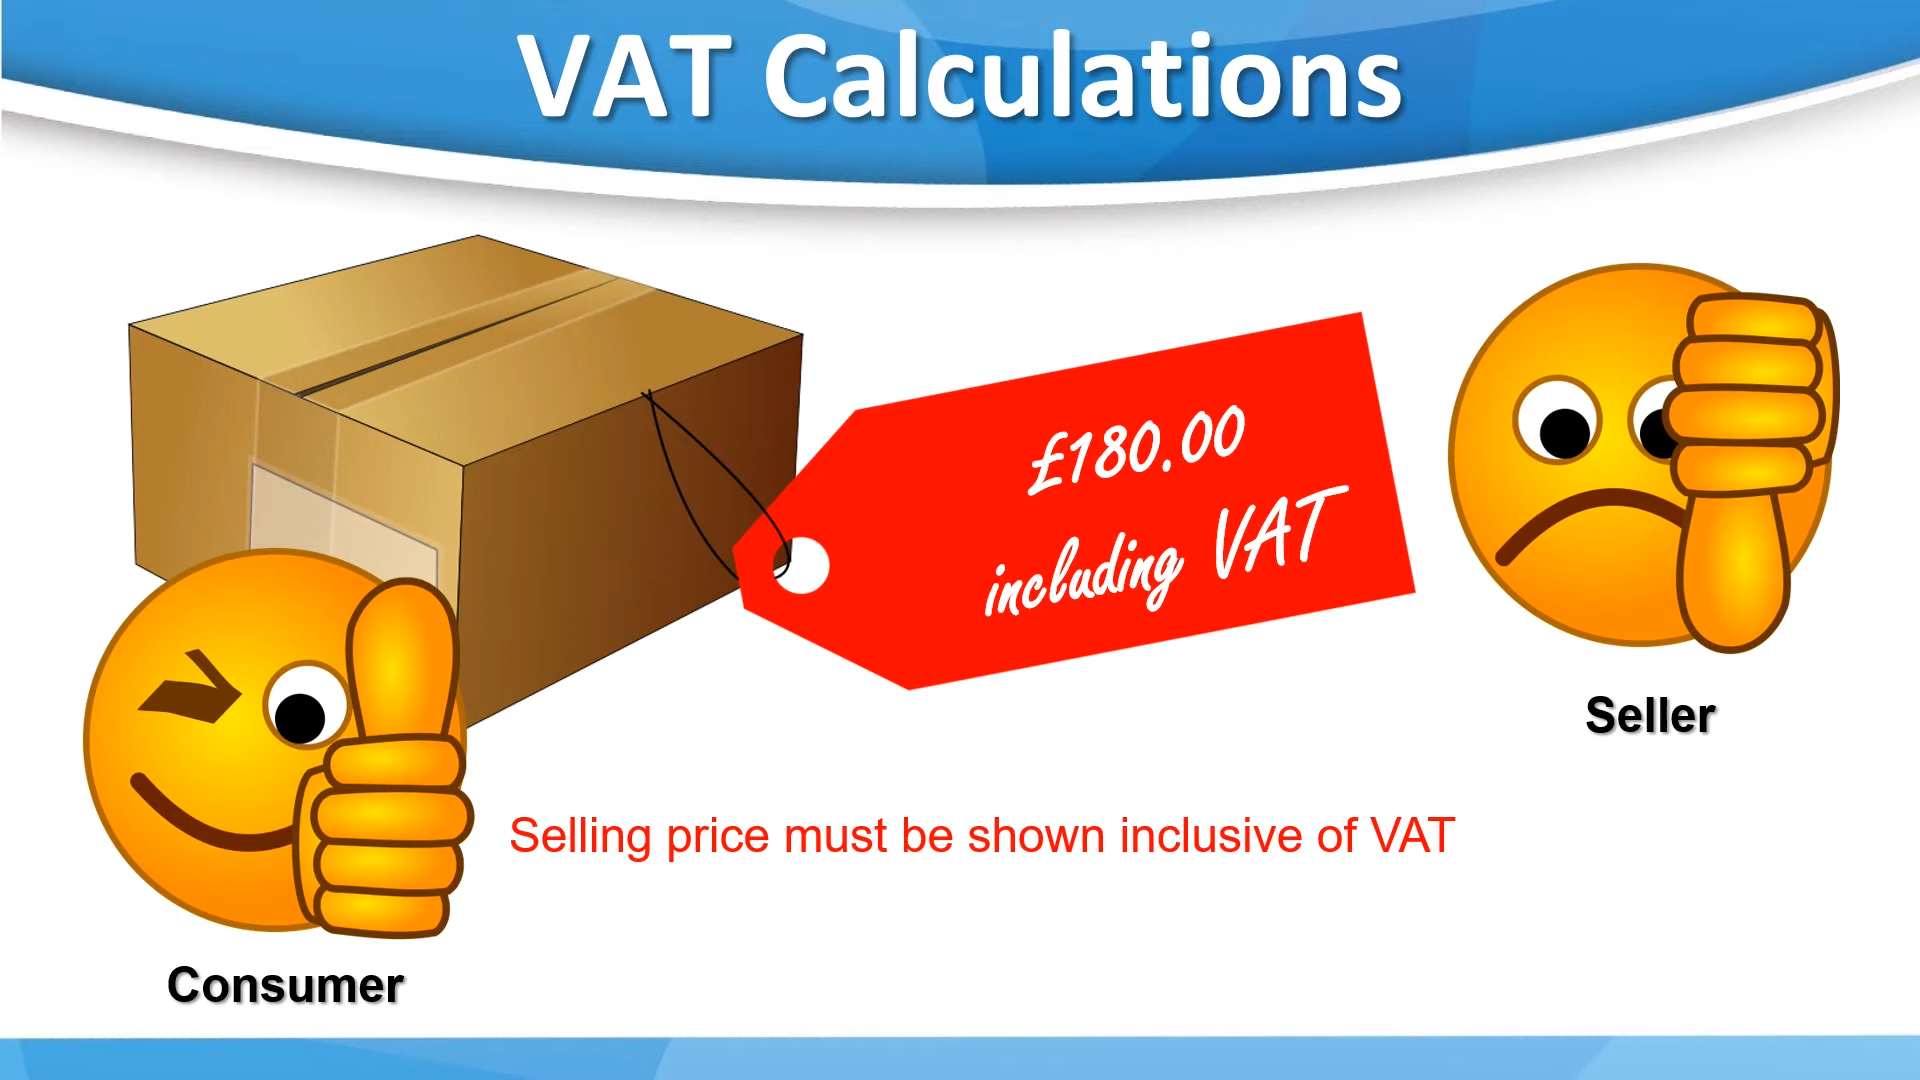 VAT Calculations
£180.00
including VAT
Seller
Selling price must be shown inclusive of VAT
Consumer